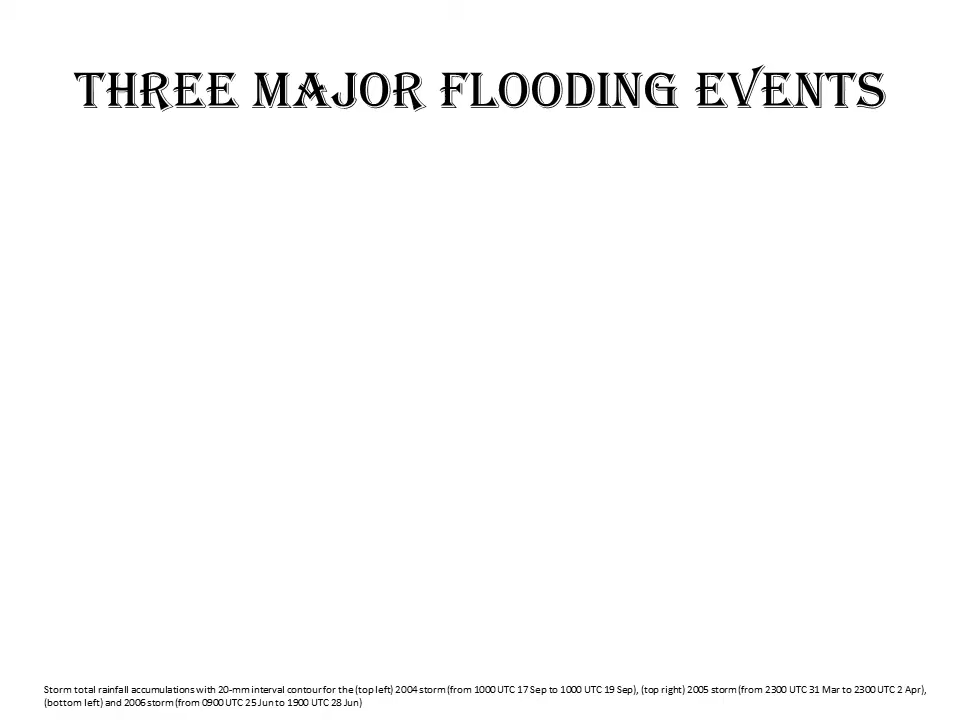 THREE MAJOR FLOODING EVENTS
Storm total rainfall accumulations with 20-mm interval contour for the (top left) 2004 storm (from 1000 UTC 17 Sep to 1000 UTC 19 Sep), (top right) 2005 storm (from 2300 UTC 31 Mar to 2300 UTC 2 Apr),
(bottom left) and 2006 storm (from 0900 UTC 25 Jun to 1900 UTC 28 Jun)